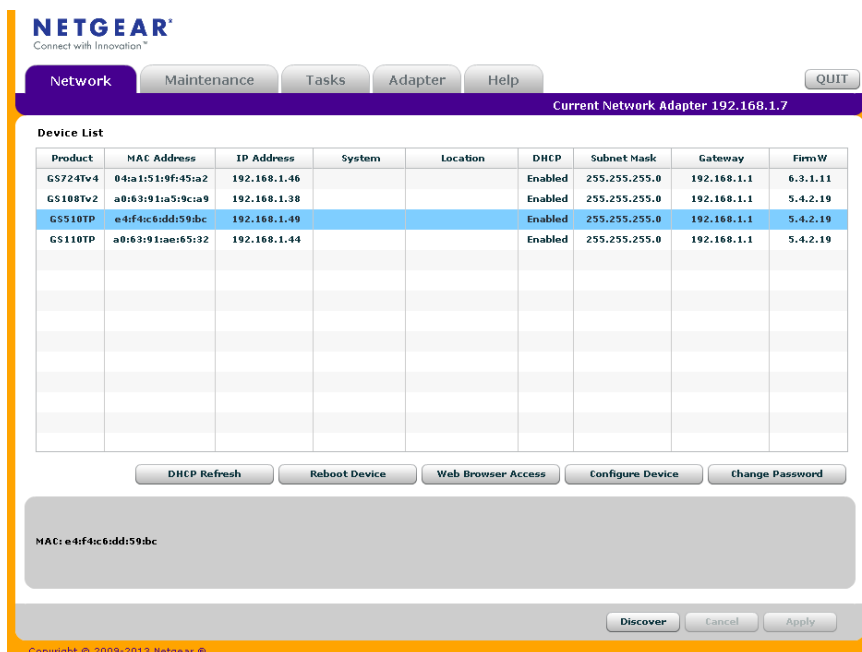 NETGEAR®
Connect with Innovation™
Network Maintenance Tasks Adapter Help QUIT
Current Network Adapter 192.168.1.7
Device List
Product MAC Address IP Address System Location DHCP Subnet Mask Gateway FirmW
GS724Tv4 04:a1:51:9f:45:a2 192.168.1.46 Enabled 255.255.255.0 192.168.1.1 6.3.1.11
GS108Tv2 a0:63:91:a5:9c:a9 192.168.1.38 Enabled 255.255.255.0 192.168.1.1 5.4.2.19
GS510TP e4:f4:c6:dd:59:bc 192.168.1.49 Enabled 255.255.255.0 192.168.1.1 5.4.2.19
GS110TP a0:63:91:ae:65:32 192.168.1.44 Enabled 255.255.255.0 192.168.1.1 5.4.2.19
DHCP Refresh Reboot Device Web Browser Access Configure Device Change Password
MAC: e4:f4:c6:dd:59:bc
Discover Cancel Apply
Copyright © 2009-2013 Netgear ®